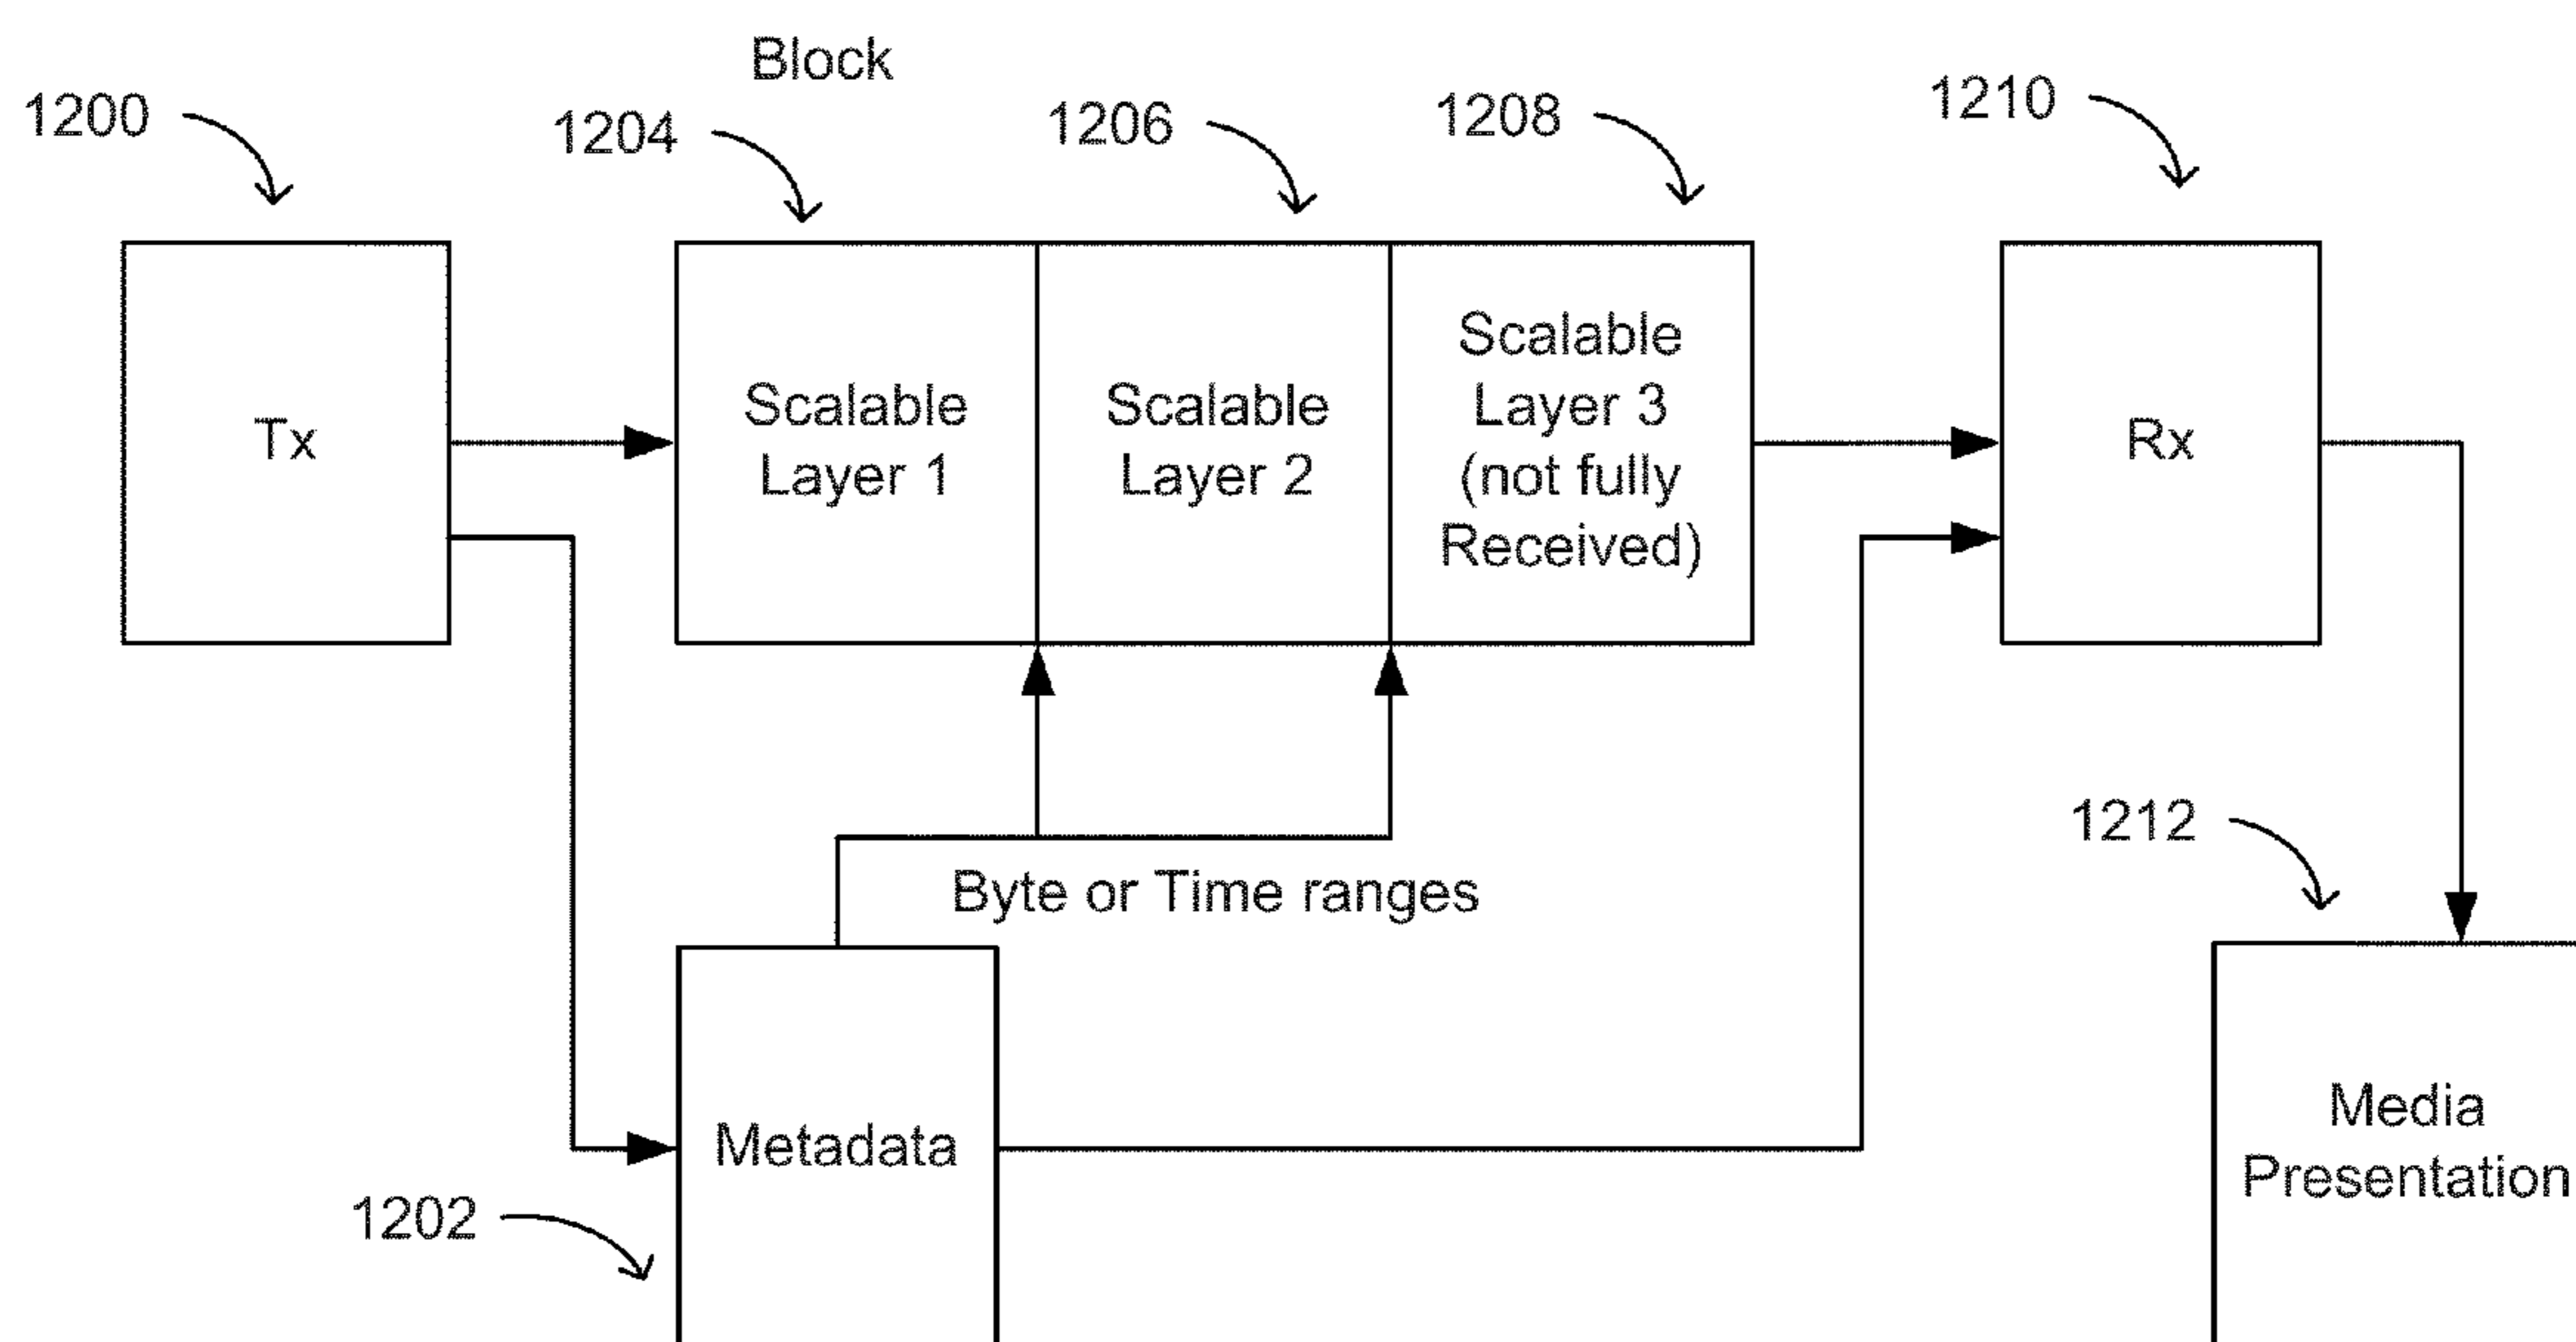 Block
1200
1204
1206
1208
1210
Tx
Scalable
Layer 1
Scalable
Layer 2
Scalable
Layer 3
(not fully
Received)
Rx
Byte or Time ranges
1212
Metadata
1202
Media
Presentation